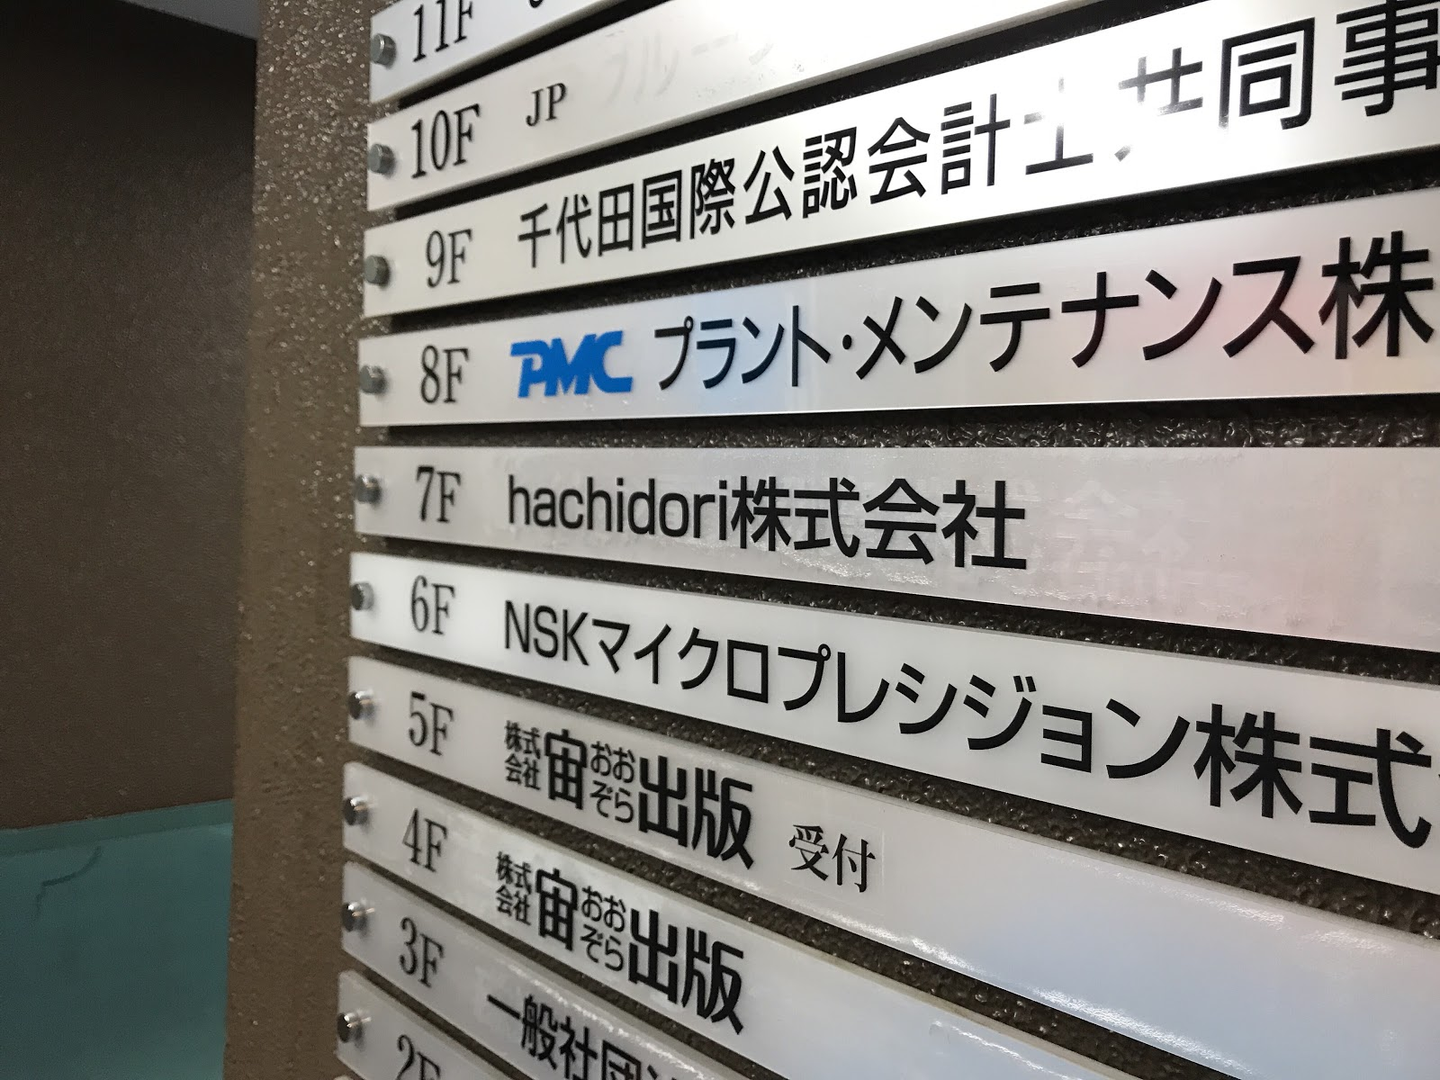 11F
10F JP
9F 千代田国際公認会計士共同事
8F PMC プラント・メンテナンス株
7F hachidori株式会社
6F NSKマイクロプレシジョン株式
5F 株式会社宙おおぞら出版 受付
4F 株式会社宙おおぞら出版
3F 一般社団
2F